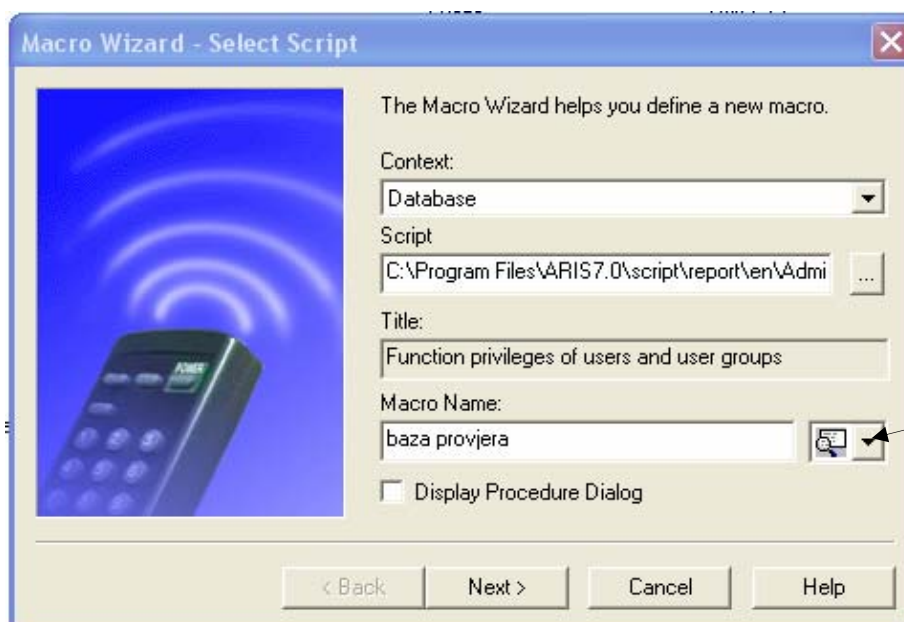 Macro Wizard - Select Script
The Macro Wizard helps you define a new macro.
Context:
Database
Script
C:\Program Files\ARIS7.0\script\report\en\Admi
...
Title:
Function privileges of users and user groups
Macro Name:
baza provjera
Display Procedure Dialog
POWER
< Back Next > Cancel Help